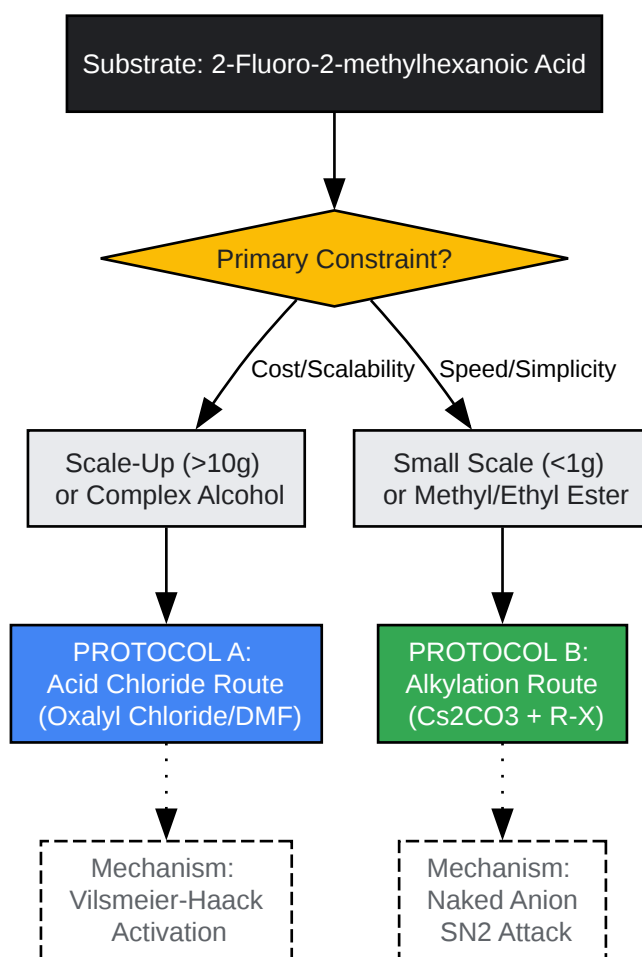 Substrate: 2-Fluoro-2-methylhexanoic Acid
Primary Constraint?
Cost/Scalability
Speed/Simplicity
Scale-Up (>10g)
or Complex Alcohol
Small Scale (<1g)
or Methyl/Ethyl Ester
PROTOCOL A:
Acid Chloride Route
(Oxalyl Chloride/DMF)
PROTOCOL B:
Alkylation Route
(Cs2CO3 + R-X)
Mechanism:
Vilsmeier-Haack
Activation
Mechanism:
Naked Anion
SN2 Attack